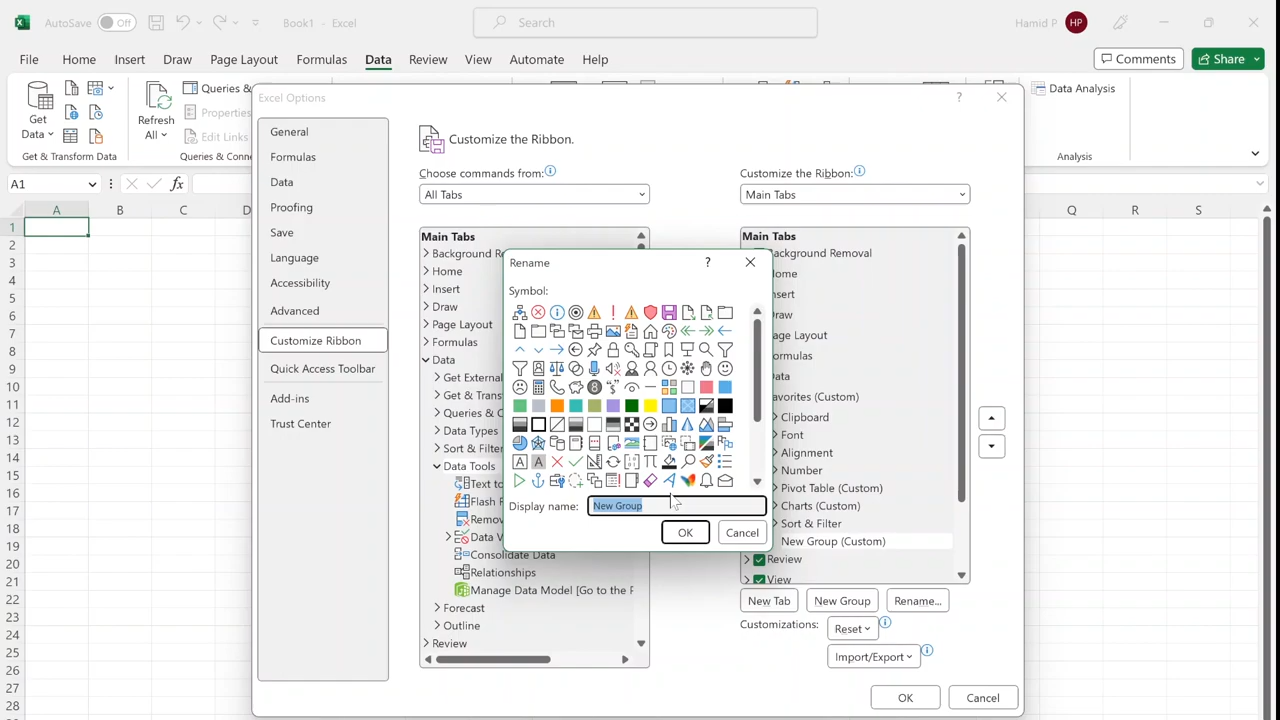 AutoSave Off Book1 - Excel Search Hamid P HP
File Home Insert Draw Page Layout Formulas Data Review View Automate Help Comments Share
Get Data
Refresh All
Queries &
Properties
Edit Links
Data Analysis
Get & Transform Data Queries & Conne Analysis
A1 fx
A B C D Q R S
1
2
3
4
5
6
7
8
9
10
11
12
13
14
15
16
17
18
19
20
21
22
23
24
25
26
27
28
Excel Options
General
Formulas
Data
Proofing
Save
Language
Accessibility
Advanced
Customize Ribbon
Quick Access Toolbar
Add-ins
Trust Center
Customize the Ribbon.
Choose commands from:
All Tabs
Main Tabs
Background Re
Home
Insert
Draw
Page Layout
Formulas
Data
Get External
Get & Trans
Queries & C
Data Types
Sort & Filte
Data Tools
Text to
Flash F
Remov
Data V
Consolidate Data
Relationships
Manage Data Model [Go to the P
Forecast
Outline
Review
Customize the Ribbon:
Main Tabs
Main Tabs
ackground Removal
ome
nsert
raw
age Layout
ormulas
ata
avorites (Custom)
Clipboard
Font
Alignment
Number
Pivot Table (Custom)
Charts (Custom)
Sort & Filter
New Group (Custom)
Review
View
New Tab New Group Rename...
Customizations: Reset
Import/Export
OK Cancel
Rename ?
Symbol:
Display name: New Group
OK Cancel